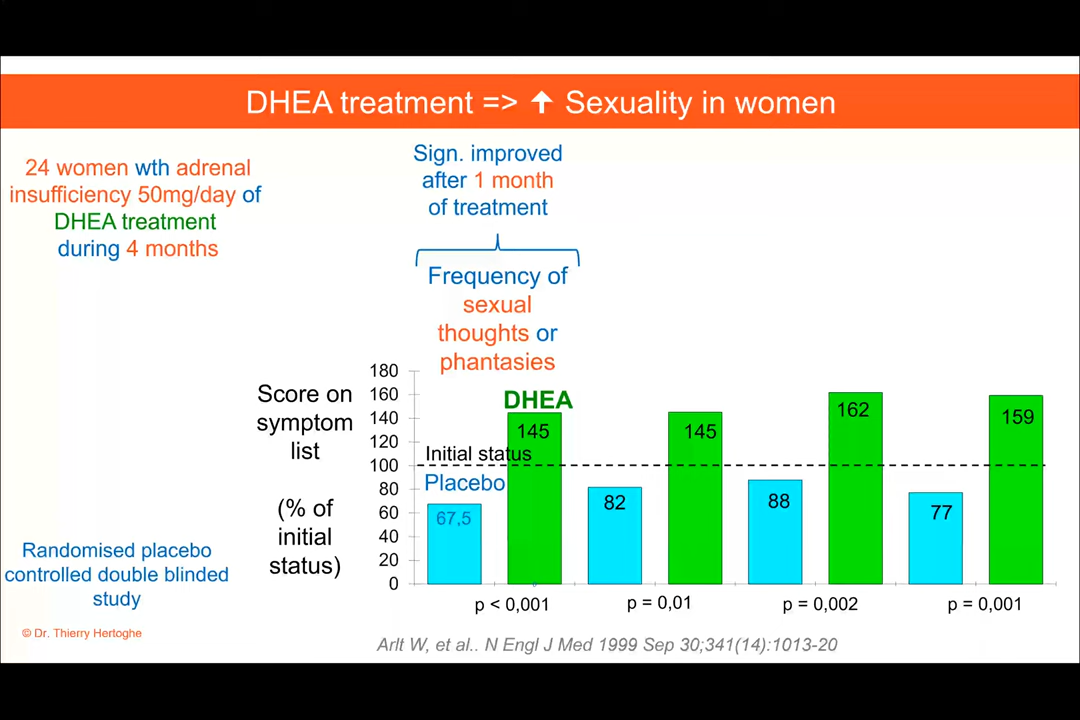 DHEA treatment => ⬆ Sexuality in women
24 women wth adrenal
insufficiency 50mg/day of
DHEA treatment
during 4 months
Sign. improved
after 1 month
of treatment
Frequency of
sexual
thoughts or
phantasies
Score on
symptom
list
(% of
initial
status)
180
160
140
120
100
80
60
40
20
0
DHEA
Initial status
Placebo
67,5
145
82
145
88
162
77
159
p < 0,001
p = 0,01
p = 0,002
p = 0,001
Randomised placebo
controlled double blinded
study
© Dr. Thierry Hertoghe
Arlt W, et al.. N Engl J Med 1999 Sep 30;341(14):1013-20